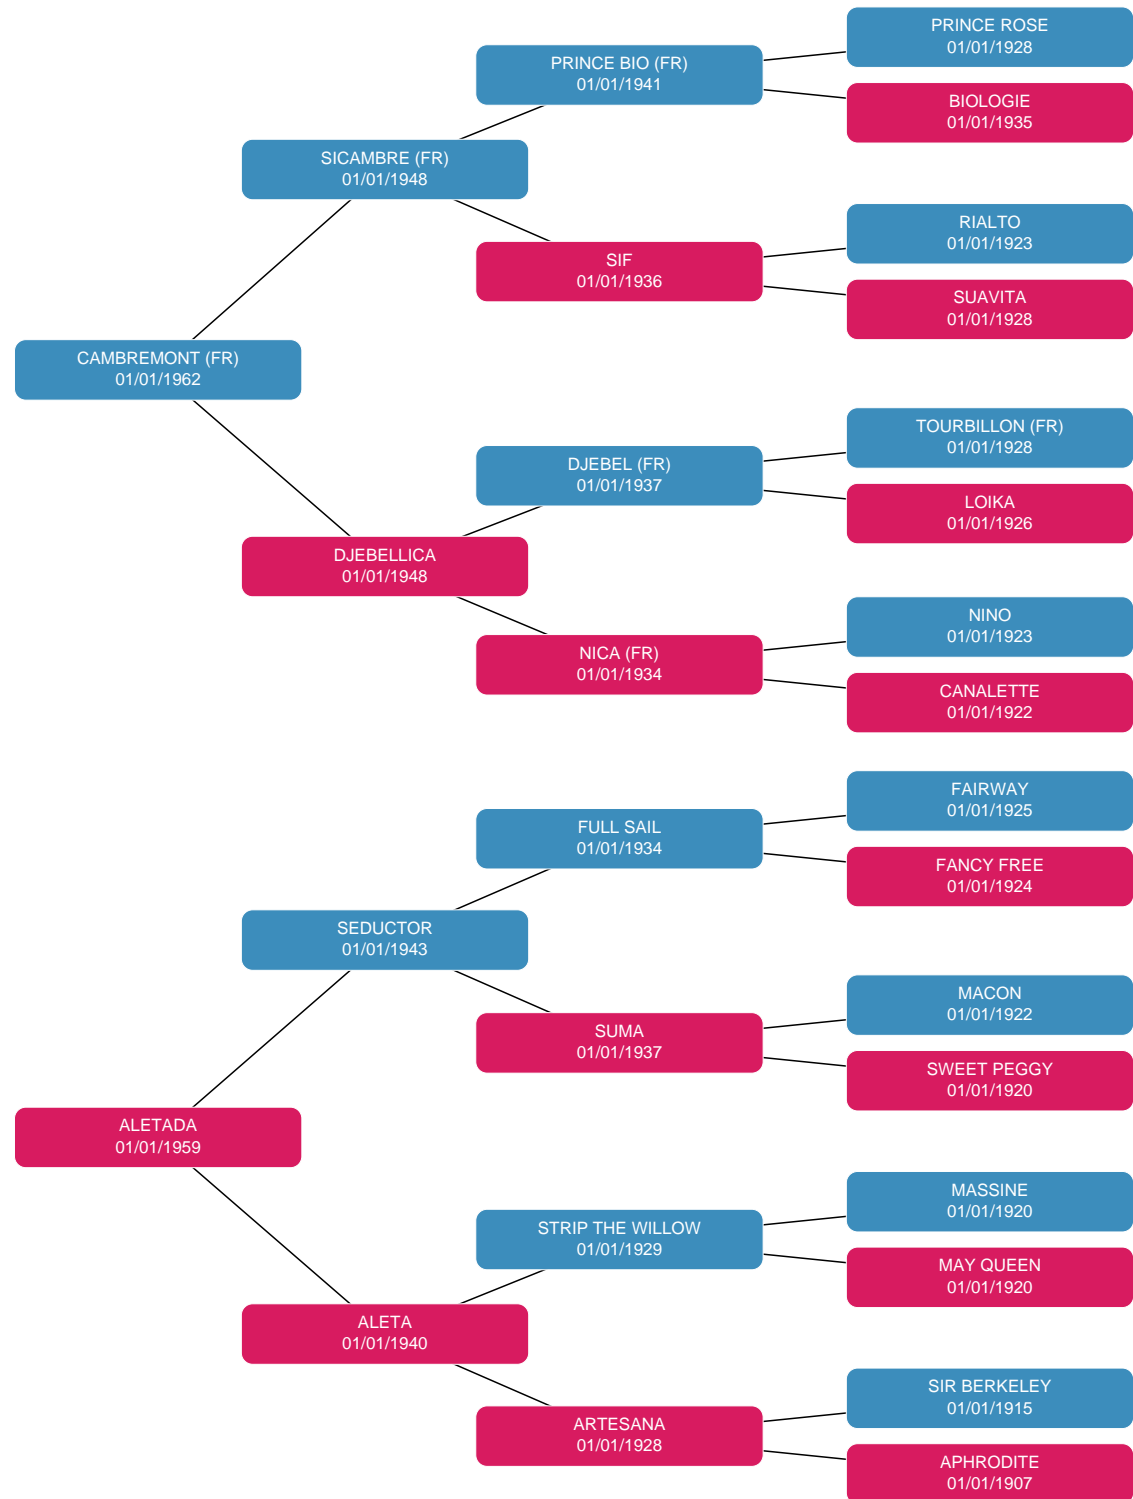 PRINCE ROSE
01/01/1928
PRINCE BIO (FR)
01/01/1941
BIOLOGIE
01/01/1935
SICAMBRE (FR)
01/01/1948
RIALTO
01/01/1923
SIF
01/01/1936
SUAVITA
01/01/1928
CAMBREMONT (FR)
01/01/1962
TOURBILLON (FR)
01/01/1928
DJEBEL (FR)
01/01/1937
LOIKA
01/01/1926
DJEBELLICA
01/01/1948
NINO
01/01/1923
NICA (FR)
01/01/1934
CANALETTE
01/01/1922
FAIRWAY
01/01/1925
FULL SAIL
01/01/1934
FANCY FREE
01/01/1924
SEDUCTOR
01/01/1943
MACON
01/01/1922
SUMA
01/01/1937
SWEET PEGGY
01/01/1920
ALETADA
01/01/1959
MASSINE
01/01/1920
STRIP THE WILLOW
01/01/1929
MAY QUEEN
01/01/1920
ALETA
01/01/1940
SIR BERKELEY
01/01/1915
ARTESANA
01/01/1928
APHRODITE
01/01/1907